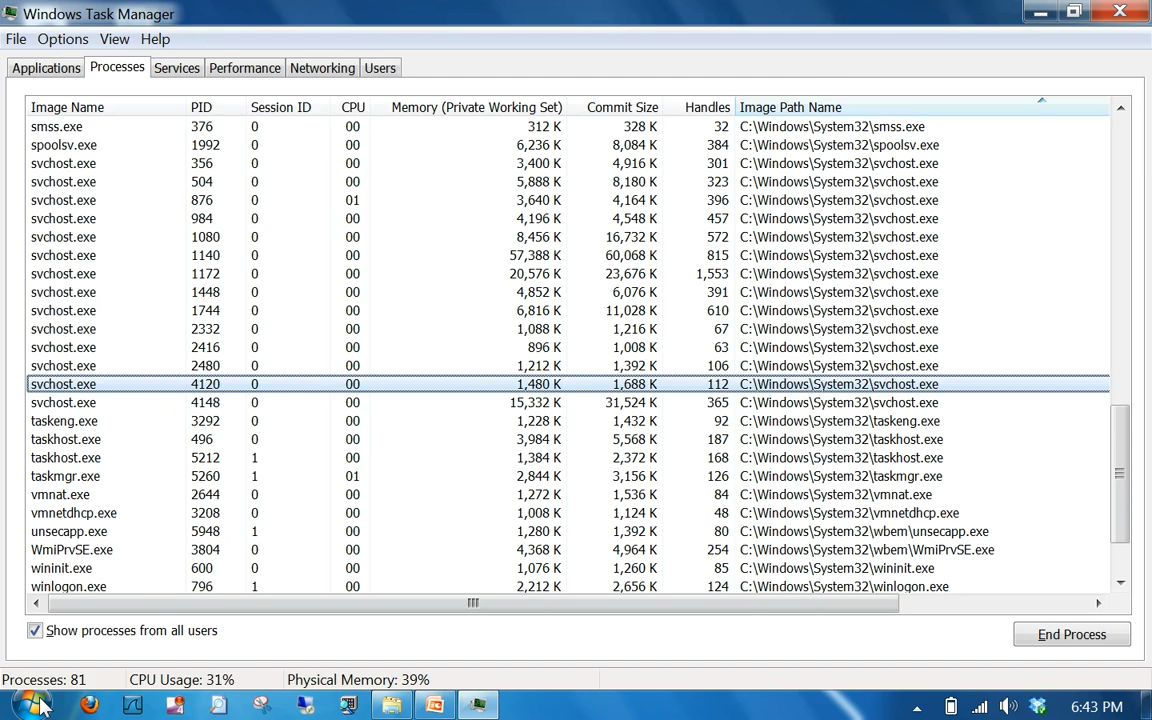 Windows Task Manager
File Options View Help
Applications Processes Services Performance Networking Users
Image Name PID Session ID CPU Memory (Private Working Set) Commit Size Handles Image Path Name
smss.exe 376 0 00 312 K 328 K 32 C:\Windows\System32\smss.exe
spoolsv.exe 1992 0 00 6,236 K 8,084 K 384 C:\Windows\System32\spoolsv.exe
svchost.exe 356 0 00 3,400 K 4,916 K 301 C:\Windows\System32\svchost.exe
svchost.exe 504 0 00 5,888 K 8,180 K 323 C:\Windows\System32\svchost.exe
svchost.exe 876 0 01 3,640 K 4,164 K 396 C:\Windows\System32\svchost.exe
svchost.exe 984 0 00 4,196 K 4,548 K 457 C:\Windows\System32\svchost.exe
svchost.exe 1080 0 00 8,456 K 16,732 K 572 C:\Windows\System32\svchost.exe
svchost.exe 1140 0 00 57,388 K 60,068 K 815 C:\Windows\System32\svchost.exe
svchost.exe 1172 0 00 20,576 K 23,676 K 1,553 C:\Windows\System32\svchost.exe
svchost.exe 1448 0 00 4,852 K 6,076 K 391 C:\Windows\System32\svchost.exe
svchost.exe 1744 0 00 6,816 K 11,028 K 610 C:\Windows\System32\svchost.exe
svchost.exe 2332 0 00 1,088 K 1,216 K 67 C:\Windows\System32\svchost.exe
svchost.exe 2416 0 00 896 K 1,008 K 63 C:\Windows\System32\svchost.exe
svchost.exe 2480 0 00 1,212 K 1,392 K 106 C:\Windows\System32\svchost.exe
svchost.exe 4120 0 00 1,480 K 1,688 K 112 C:\Windows\System32\svchost.exe
svchost.exe 4148 0 00 15,332 K 31,524 K 365 C:\Windows\System32\svchost.exe
taskeng.exe 3292 0 00 1,228 K 1,432 K 92 C:\Windows\System32\taskeng.exe
taskhost.exe 496 0 00 3,984 K 5,568 K 187 C:\Windows\System32\taskhost.exe
taskhost.exe 5212 1 00 1,384 K 2,372 K 168 C:\Windows\System32\taskhost.exe
taskmgr.exe 5260 1 01 2,844 K 3,156 K 126 C:\Windows\System32\taskmgr.exe
vmnat.exe 2644 0 00 1,272 K 1,536 K 84 C:\Windows\System32\vmnat.exe
vmnetdhcp.exe 3208 0 00 1,008 K 1,124 K 48 C:\Windows\System32\vmnetdhcp.exe
unsecapp.exe 5948 1 00 1,280 K 1,392 K 80 C:\Windows\System32\wbem\unsecapp.exe
WmiPrvSE.exe 3804 0 00 4,368 K 4,964 K 254 C:\Windows\System32\wbem\WmiPrvSE.exe
wininit.exe 600 0 00 1,076 K 1,260 K 85 C:\Windows\System32\wininit.exe
winlogon.exe 796 1 00 2,212 K 2,656 K 124 C:\Windows\System32\winlogon.exe
Show processes from all users
End Process
Processes: 81 CPU Usage: 31% Physical Memory: 39%
6:43 PM